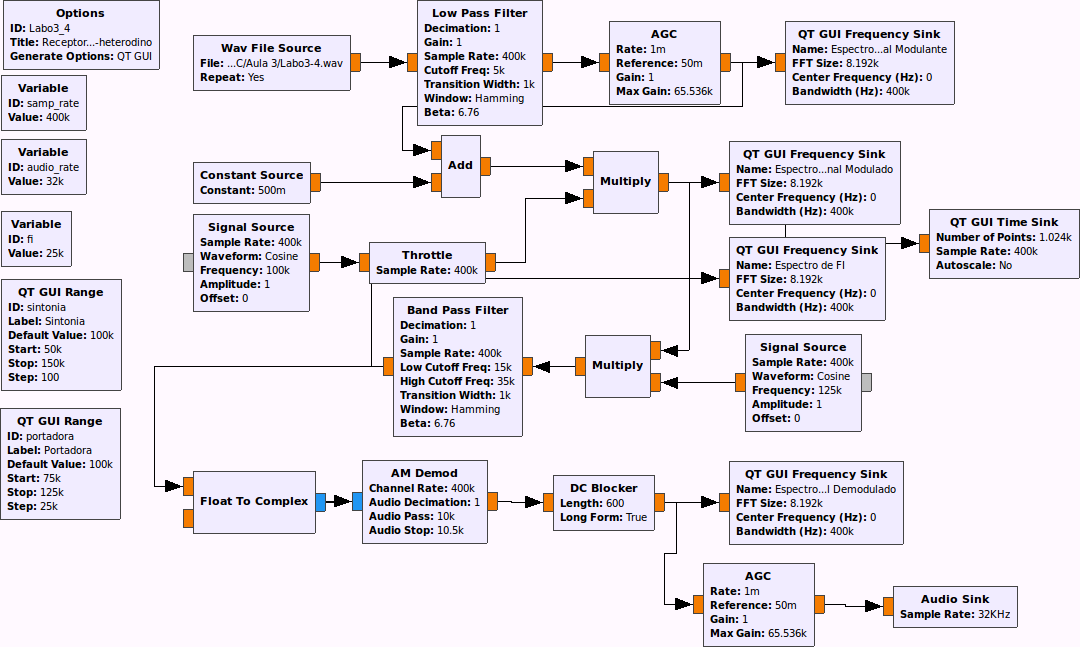 Options
ID: Labo3_4
Title: Receptor...-heterodino
Generate Options: QT GUI
Variable
ID: samp_rate
Value: 400k
Variable
ID: audio_rate
Value: 32k
Variable
ID: fi
Value: 25k
QT GUI Range
ID: sintonia
Label: Sintonia
Default Value: 100k
Start: 50k
Stop: 150k
Step: 100
QT GUI Range
ID: portadora
Label: Portadora
Default Value: 100k
Start: 75k
Stop: 125k
Step: 25k
Wav File Source
File: ...C/Aula 3/Labo3-4.wav
Repeat: Yes
Low Pass Filter
Decimation: 1
Gain: 1
Sample Rate: 400k
Cutoff Freq: 5k
Transition Width: 1k
Window: Hamming
Beta: 6.76
AGC
Rate: 1m
Reference: 50m
Gain: 1
Max Gain: 65.536k
QT GUI Frequency Sink
Name: Espectro...al Modulante
FFT Size: 8.192k
Center Frequency (Hz): 0
Bandwidth (Hz): 400k
Constant Source
Constant: 500m
Add
Multiply
QT GUI Frequency Sink
Name: Espectro...nal Modulado
FFT Size: 8.192k
Center Frequency (Hz): 0
Bandwidth (Hz): 400k
Signal Source
Sample Rate: 400k
Waveform: Cosine
Frequency: 100k
Amplitude: 1
Offset: 0
Throttle
Sample Rate: 400k
QT GUI Frequency Sink
Name: Espectro de FI
FFT Size: 8.192k
Center Frequency (Hz): 0
Bandwidth (Hz): 400k
QT GUI Time Sink
Number of Points: 1.024k
Sample Rate: 400k
Autoscale: No
Band Pass Filter
Decimation: 1
Gain: 1
Sample Rate: 400k
Low Cutoff Freq: 15k
High Cutoff Freq: 35k
Transition Width: 1k
Window: Hamming
Beta: 6.76
Multiply
Signal Source
Sample Rate: 400k
Waveform: Cosine
Frequency: 125k
Amplitude: 1
Offset: 0
Float To Complex
AM Demod
Channel Rate: 400k
Audio Decimation: 1
Audio Pass: 10k
Audio Stop: 10.5k
DC Blocker
Length: 600
Long Form: True
QT GUI Frequency Sink
Name: Espectro...l Demodulado
FFT Size: 8.192k
Center Frequency (Hz): 0
Bandwidth (Hz): 400k
AGC
Rate: 1m
Reference: 50m
Gain: 1
Max Gain: 65.536k
Audio Sink
Sample Rate: 32KHz